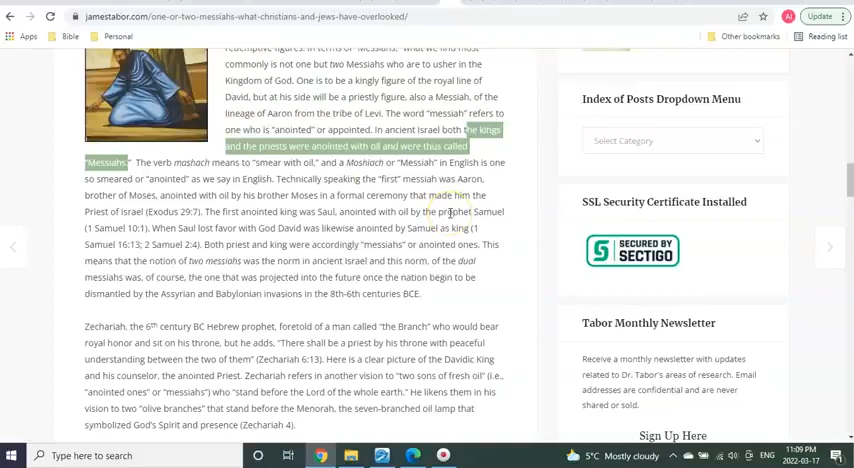 jamestabor.com/one-or-two-messiahs-what-christians-and-jews-have-overlooked/
AI
Update
Apps
Bible
Personal
Other bookmarks
Reading list
redemptive figures. In terms of "Messiahs," what we find most
commonly is not one but two Messiahs who are to usher in the
Kingdom of God. One is to be a kingly figure of the royal line of
David, but at his side will be a priestly figure, also a Messiah, of the
lineage of Aaron from the tribe of Levi. The word "messiah" refers to
one who is "anointed" or appointed. In ancient Israel both the kings
and the priests were anointed with oil and were thus called
"Messiahs." The verb mashach means to "smear with oil," and a Moshiach or "Messiah" in English is one
so smeared or "anointed" as we say in English. Technically speaking the "first" messiah was Aaron,
brother of Moses, anointed with oil by his brother Moses in a formal ceremony that made him the
Priest of Israel (Exodus 29:7). The first anointed king was Saul, anointed with oil by the prophet Samuel
(1 Samuel 10:1). When Saul lost favor with God David was likewise anointed by Samuel as king (1
Samuel 16:13; 2 Samuel 2:4). Both priest and king were accordingly "messiahs" or anointed ones. This
means that the notion of two messiahs was the norm in ancient Israel and this norm, of the dual
messiahs was, of course, the one that was projected into the future once the nation begin to be
dismantled by the Assyrian and Babylonian invasions in the 8th-6th centuries BCE.
Zechariah, the 6th century BC Hebrew prophet, foretold of a man called "the Branch" who would bear
royal honor and sit on his throne, but he adds, "There shall be a priest by his throne with peaceful
understanding between the two of them" (Zechariah 6:13). Here is a clear picture of the Davidic King
and his counselor, the anointed Priest. Zechariah refers in another vision to "two sons of fresh oil" (i.e.,
"anointed ones" or "messiahs") who "stand before the Lord of the whole earth." He likens them in his
vision to two "olive branches" that stand before the Menorah, the seven-branched oil lamp that
symbolized God's Spirit and presence (Zechariah 4).
Index of Posts Dropdown Menu
Select Category
SSL Security Certificate Installed
SECURED BY
SECTIGO
Tabor Monthly Newsletter
Receive a monthly newsletter with updates
related to Dr. Tabor's areas of research. Email
addresses are confidential and are never
shared or sold.
Sign Up Here
Type here to search
5°C Mostly cloudy
ENG
11:09 PM
2022-03-17